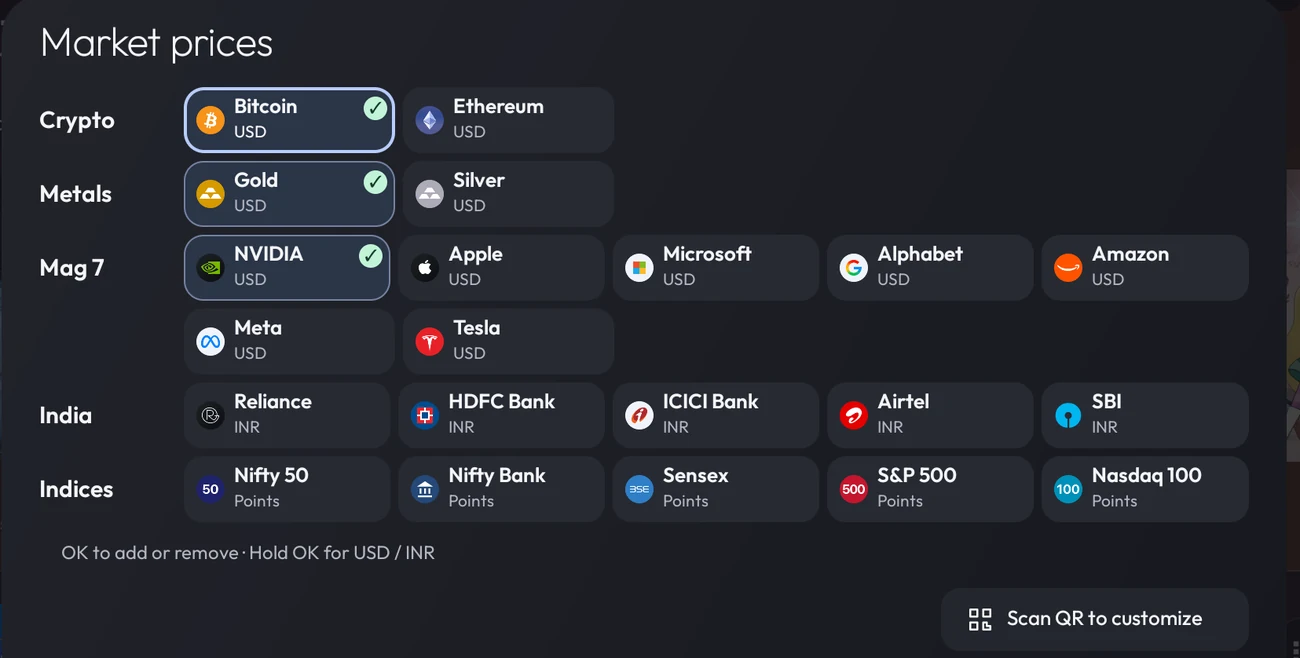 Market prices
Crypto
Bitcoin
USD
Ethereum
USD
Metals
Gold
USD
Silver
USD
Mag 7
NVIDIA
USD
Apple
USD
Microsoft
USD
Alphabet
USD
Amazon
USD
Meta
USD
Tesla
USD
India
Reliance
INR
HDFC Bank
INR
ICICI Bank
INR
Airtel
INR
SBI
INR
Indices
50
Nifty 50
Points
Nifty Bank
Points
BSE
Sensex
Points
500
S&P 500
Points
100
Nasdaq 100
Points
OK to add or remove · Hold OK for USD / INR
Scan QR to customize